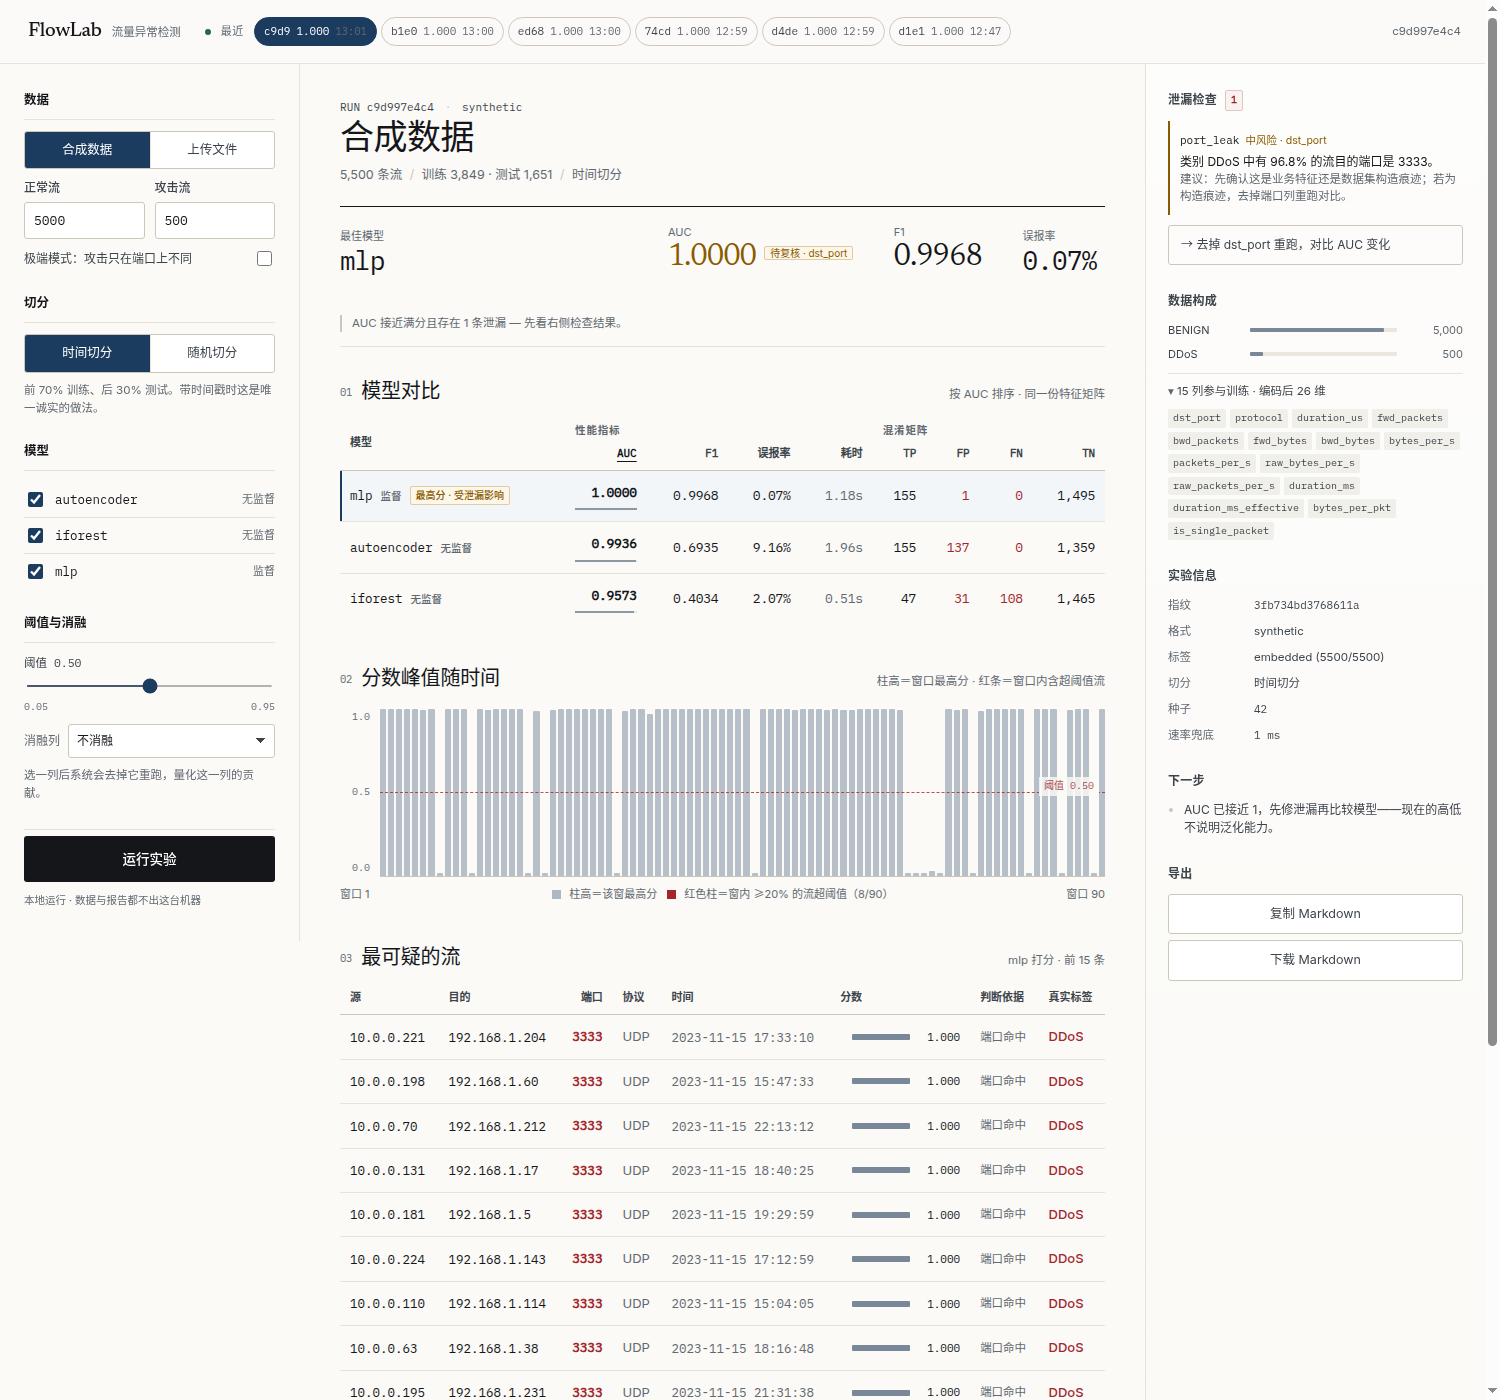 FlowLab 流量异常检测
最近
c9d9 1.000 13:01
b1e0 1.000 13:00
ed68 1.000 13:00
74cd 1.000 12:59
d4de 1.000 12:59
d1e1 1.000 12:47
c9d997e4c4
数据
合成数据 上传文件
正常流 攻击流
5000 500
极端模式：攻击只在端口上不同
切分
时间切分 随机切分
前 70% 训练、后 30% 测试。带时间戳时这是唯
一诚实的做法。
模型
autoencoder 无监督
iforest 无监督
mlp 监督
阈值与消融
阈值 0.50
0.05 0.95
消融列 不消融
选一列后系统会去掉它重跑，量化这一列的贡
献。
运行实验
本地运行 · 数据与报告都不出这台机器
RUN c9d997e4c4 · synthetic
合成数据
5,500 条流 / 训练 3,849 · 测试 1,651 / 时间切分
最佳模型
mlp
AUC
1.0000 待复核 · dst_port
F1
0.9968
误报率
0.07%
AUC 接近满分且存在 1 条泄漏 — 先看右侧检查结果。
01 模型对比 按 AUC 排序 · 同一份特征矩阵
模型 性能指标 混淆矩阵
AUC F1 误报率 耗时 TP FP FN TN
mlp 监督 最高分 · 受泄漏影响 1.0000 0.9968 0.07% 1.18s 155 1 0 1,495
autoencoder 无监督 0.9936 0.6935 9.16% 1.96s 155 137 0 1,359
iforest 无监督 0.9573 0.4034 2.07% 0.51s 47 31 108 1,465
02 分数峰值随时间 柱高＝窗口最高分 · 红条＝窗口内含超阈值流
1.0
0.5
0.0
阈值 0.50
窗口 1 柱高＝该窗最高分 红色柱＝窗内 ≥20% 的流超阈值（8/90） 窗口 90
03 最可疑的流 mlp 打分 · 前 15 条
源 目的 端口 协议 时间 分数 判断依据 真实标签
10.0.0.221 192.168.1.204 3333 UDP 2023-11-15 17:33:10 1.000 端口命中 DDoS
10.0.0.198 192.168.1.60 3333 UDP 2023-11-15 15:47:33 1.000 端口命中 DDoS
10.0.0.70 192.168.1.212 3333 UDP 2023-11-15 22:13:12 1.000 端口命中 DDoS
10.0.0.131 192.168.1.17 3333 UDP 2023-11-15 18:40:25 1.000 端口命中 DDoS
10.0.0.181 192.168.1.5 3333 UDP 2023-11-15 19:29:59 1.000 端口命中 DDoS
10.0.0.224 192.168.1.143 3333 UDP 2023-11-15 17:12:59 1.000 端口命中 DDoS
10.0.0.110 192.168.1.114 3333 UDP 2023-11-15 15:04:05 1.000 端口命中 DDoS
10.0.0.63 192.168.1.38 3333 UDP 2023-11-15 18:16:48 1.000 端口命中 DDoS
10.0.0.195 192.168.1.231 3333 UDP 2023-11-15 21:31:38 1.000 端口命中 DDoS
泄漏检查 1
port_leak 中风险 · dst_port
类别 DDoS 中有 96.8% 的流目的端口是 3333。
建议：先确认这是业务特征还是数据集构造痕迹；若为
构造痕迹，去掉端口列重跑对比。
→ 去掉 dst_port 重跑，对比 AUC 变化
数据构成
BENIGN 5,000
DDoS 500
▾ 15 列参与训练 · 编码后 26 维
dst_port protocol duration_us fwd_packets
bwd_packets fwd_bytes bwd_bytes bytes_per_s
packets_per_s raw_bytes_per_s
raw_packets_per_s duration_ms
duration_ms_effective bytes_per_pkt
is_single_packet
实验信息
指纹 3fb734bd3768611a
格式 synthetic
标签 embedded (5500/5500)
切分 时间切分
种子 42
速率兜底 1 ms
下一步
AUC 已接近 1，先修泄漏再比较模型——现在的高低
不说明泛化能力。
导出
复制 Markdown
下载 Markdown